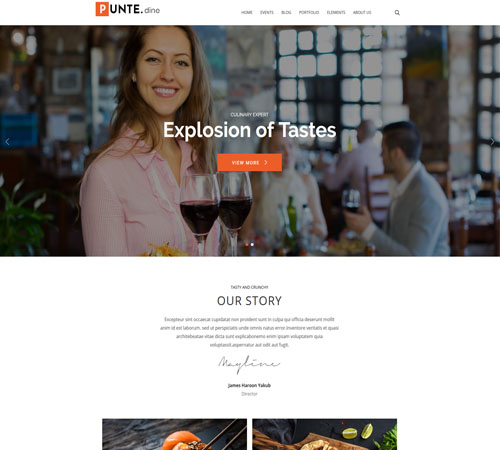 PUNTE.dine
HOME EVENTS BLOG PORTFOLIO ELEMENTS ABOUT US
CULINARY EXPERT
Explosion of Tastes
VIEW MORE
TASTY AND CRUNCHY
OUR STORY
Excepteur sint occaecat cupidatat non proident sunt in culpa qui officia deserunt mollit
anim id est laborum. sed ut perspiciatis unde omnis natus error.Inventore veritatis et quasi
architebeatae vitae dicta sunt explicabonemo enim ipsam voluptatem quia
voluptassit.aspernatur aut odit aut fugit.
Mayline
James Haroon Yakub
Director